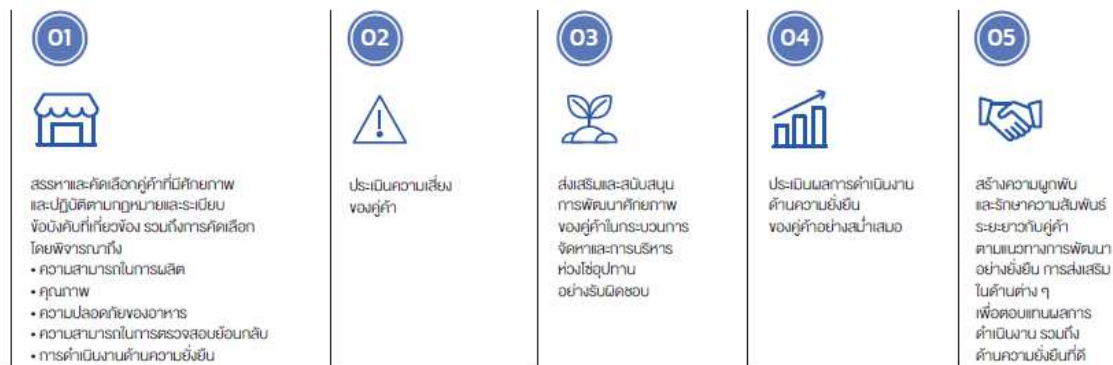 01
สรรหาและคัดเลือกคู่ค้าที่มีศักยภาพ
และปฏิบัติตามกฎหมายและระเบียบ
ข้อบังคับที่เกี่ยวข้อง รวมถึงการคัดเลือก
โดยพิจารณาถึง
• ความสามารถในการผลิต
• คุณภาพ
• ความปลอดภัยของอาหาร
• ความสามารถในการตรวจสอบย้อนกลับ
• การดำเนินงานด้านความยั่งยืน
02
ประเมินความเสี่ยง
ของคู่ค้า
03
ส่งเสริมและสนับสนุน
การพัฒนาศักยภาพ
ของคู่ค้าในกระบวนการ
จัดหาและการบริหาร
ห่วงโซ่อุปทาน
อย่างรับผิดชอบ
04
ประเมินผลการดำเนินงาน
ด้านความยั่งยืน
ของคู่ค้าอย่างสม่ำเสมอ
05
สร้างความผูกพัน
และรักษาความสัมพันธ์
ระยะยาวกับคู่ค้า
ตามแนวทางการพัฒนา
อย่างยั่งยืน การส่งเสริม
ในด้านต่าง ๆ
เพื่อตอบแทนผลการ
ดำเนินงาน รวมถึง
ด้านความยั่งยืนที่ดี